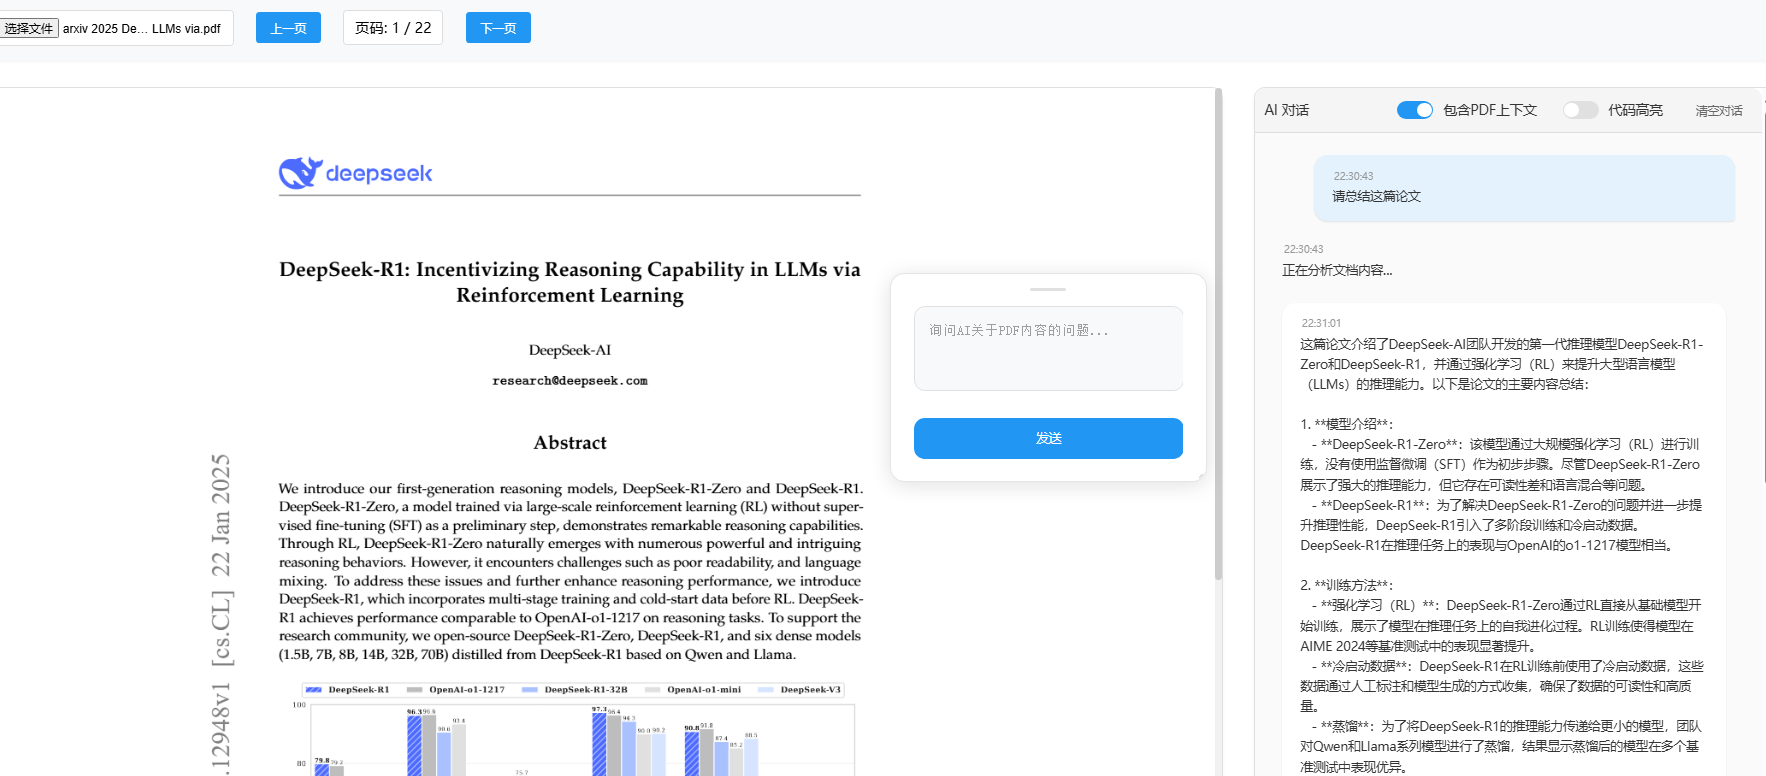 选择文件 arxiv 2025 De... LLMs via.pdf
上一页
页码: 1 / 22
下一页
deepseek
DeepSeek-R1: Incentivizing Reasoning Capability in LLMs via
Reinforcement Learning
DeepSeek-AI
research@deepseek.com
Abstract
We introduce our first-generation reasoning models, DeepSeek-R1-Zero and DeepSeek-R1.
DeepSeek-R1-Zero, a model trained via large-scale reinforcement learning (RL) without super-
vised fine-tuning (SFT) as a preliminary step, demonstrates remarkable reasoning capabilities.
Through RL, DeepSeek-R1-Zero naturally emerges with numerous powerful and intriguing
reasoning behaviors. However, it encounters challenges such as poor readability, and language
mixing. To address these issues and further enhance reasoning performance, we introduce
DeepSeek-R1, which incorporates multi-stage training and cold-start data before RL. DeepSeek-
R1 achieves performance comparable to OpenAI-o1-1217 on reasoning tasks. To support the
research community, we open-source DeepSeek-R1-Zero, DeepSeek-R1, and six dense models
(1.5B, 7B, 8B, 14B, 32B, 70B) distilled from DeepSeek-R1 based on Qwen and Llama.
.12948v1 [cs.CL] 22 Jan 2025
DeepSeek-R1 OpenAI-o1-1217 DeepSeek-R1-32B OpenAI-o1-mini DeepSeek-V3
100
96.3 96.6 90.6 93.4
97.3 96.4 94.3 90.0 90.2
90.8 91.8 87.4 85.2 88.5
80
79.8 79.2
75.7
询问AI关于PDF内容的问题...
发送
AI 对话
包含PDF上下文
代码高亮
清空对话
22:30:43
请总结这篇论文
22:30:43
正在分析文档内容...
22:31:01
这篇论文介绍了DeepSeek-AI团队开发的第一代推理模型DeepSeek-R1-
Zero和DeepSeek-R1，并通过强化学习（RL）来提升大型语言模型
（LLMs）的推理能力。以下是论文的主要内容总结：
1. **模型介绍**：
- **DeepSeek-R1-Zero**：该模型通过大规模强化学习（RL）进行训
练，没有使用监督微调（SFT）作为初步步骤。尽管DeepSeek-R1-Zero
展示了强大的推理能力，但它存在可读性差和语言混合等问题。
- **DeepSeek-R1**：为了解决DeepSeek-R1-Zero的问题并进一步提
升推理性能，DeepSeek-R1引入了多阶段训练和冷启动数据。
DeepSeek-R1在推理任务上的表现与OpenAI的o1-1217模型相当。
2. **训练方法**：
- **强化学习（RL）**：DeepSeek-R1-Zero通过RL直接从基础模型开
始训练，展示了模型在推理任务上的自我进化过程。RL训练使得模型在
AIME 2024等基准测试中的表现显著提升。
- **冷启动数据**：DeepSeek-R1在RL训练前使用了冷启动数据，这些
数据通过人工标注和模型生成的方式收集，确保了数据的可读性和高质
量。
- **蒸馏**：为了将DeepSeek-R1的推理能力传递给更小的模型，团队
对Qwen和Llama系列模型进行了蒸馏，结果显示蒸馏后的模型在多个基
准测试中表现优异。